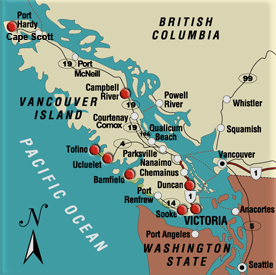 Port
Hardy
Cape Scott
BRITISH
COLUMBIA
19
Port
McNeill
Campbell
River
99
VANCOUVER
ISLAND
19
Powell
River
Whistler
Courtenay
Comox
19A
Qualicum
Beach
Squamish
Tofino
4
Parksville
Nanaimo
Vancouver
Ucluelet
Chemainus
1
Bamfield
Duncan
PACIFIC OCEAN
Port
Renfrew
1
14
Sooke
VICTORIA
Anacortes
N
Port Angeles
5
WASHINGTON
STATE
Seattle